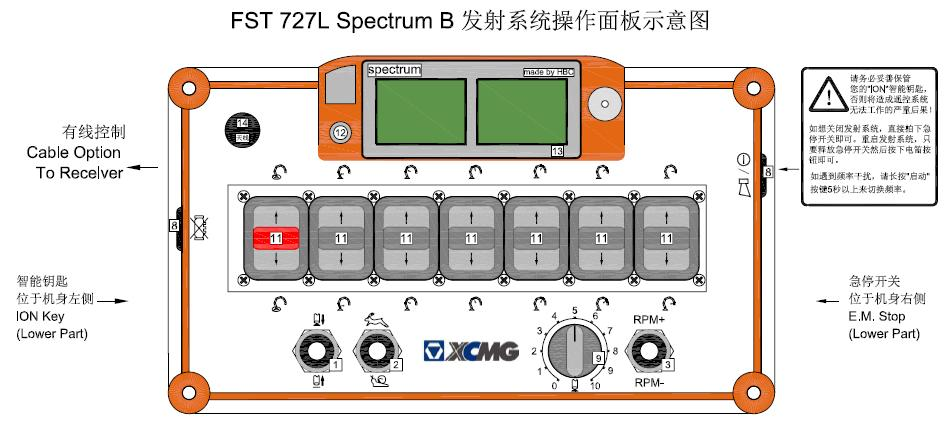 FST 727L Spectrum B 发射系统操作面板示意图
spectrum
made by HBC
14
天线
12
13
有线控制
Cable Option
To Receiver
请务必妥善保管
您的"ION"智能钥匙,
否则将造成遥控系统
无法工作的严重后果!
如想关闭发射系统,直接拍下急
停开关即可。重启发射系统,只
要释放急停开关然后按下电笛按
钮即可。
如遇到频率干扰,请长按"启动"
按键5秒以上来切换频率。
8
8
11
11
11
11
11
11
11
智能钥匙
位于机身左侧
ION Key
(Lower Part)
急停开关
位于机身右侧
E.M. Stop
(Lower Part)
1
2
XCMG
0
1
2
3
4
5
6
7
8
9
10
9
RPM+
3
RPM-